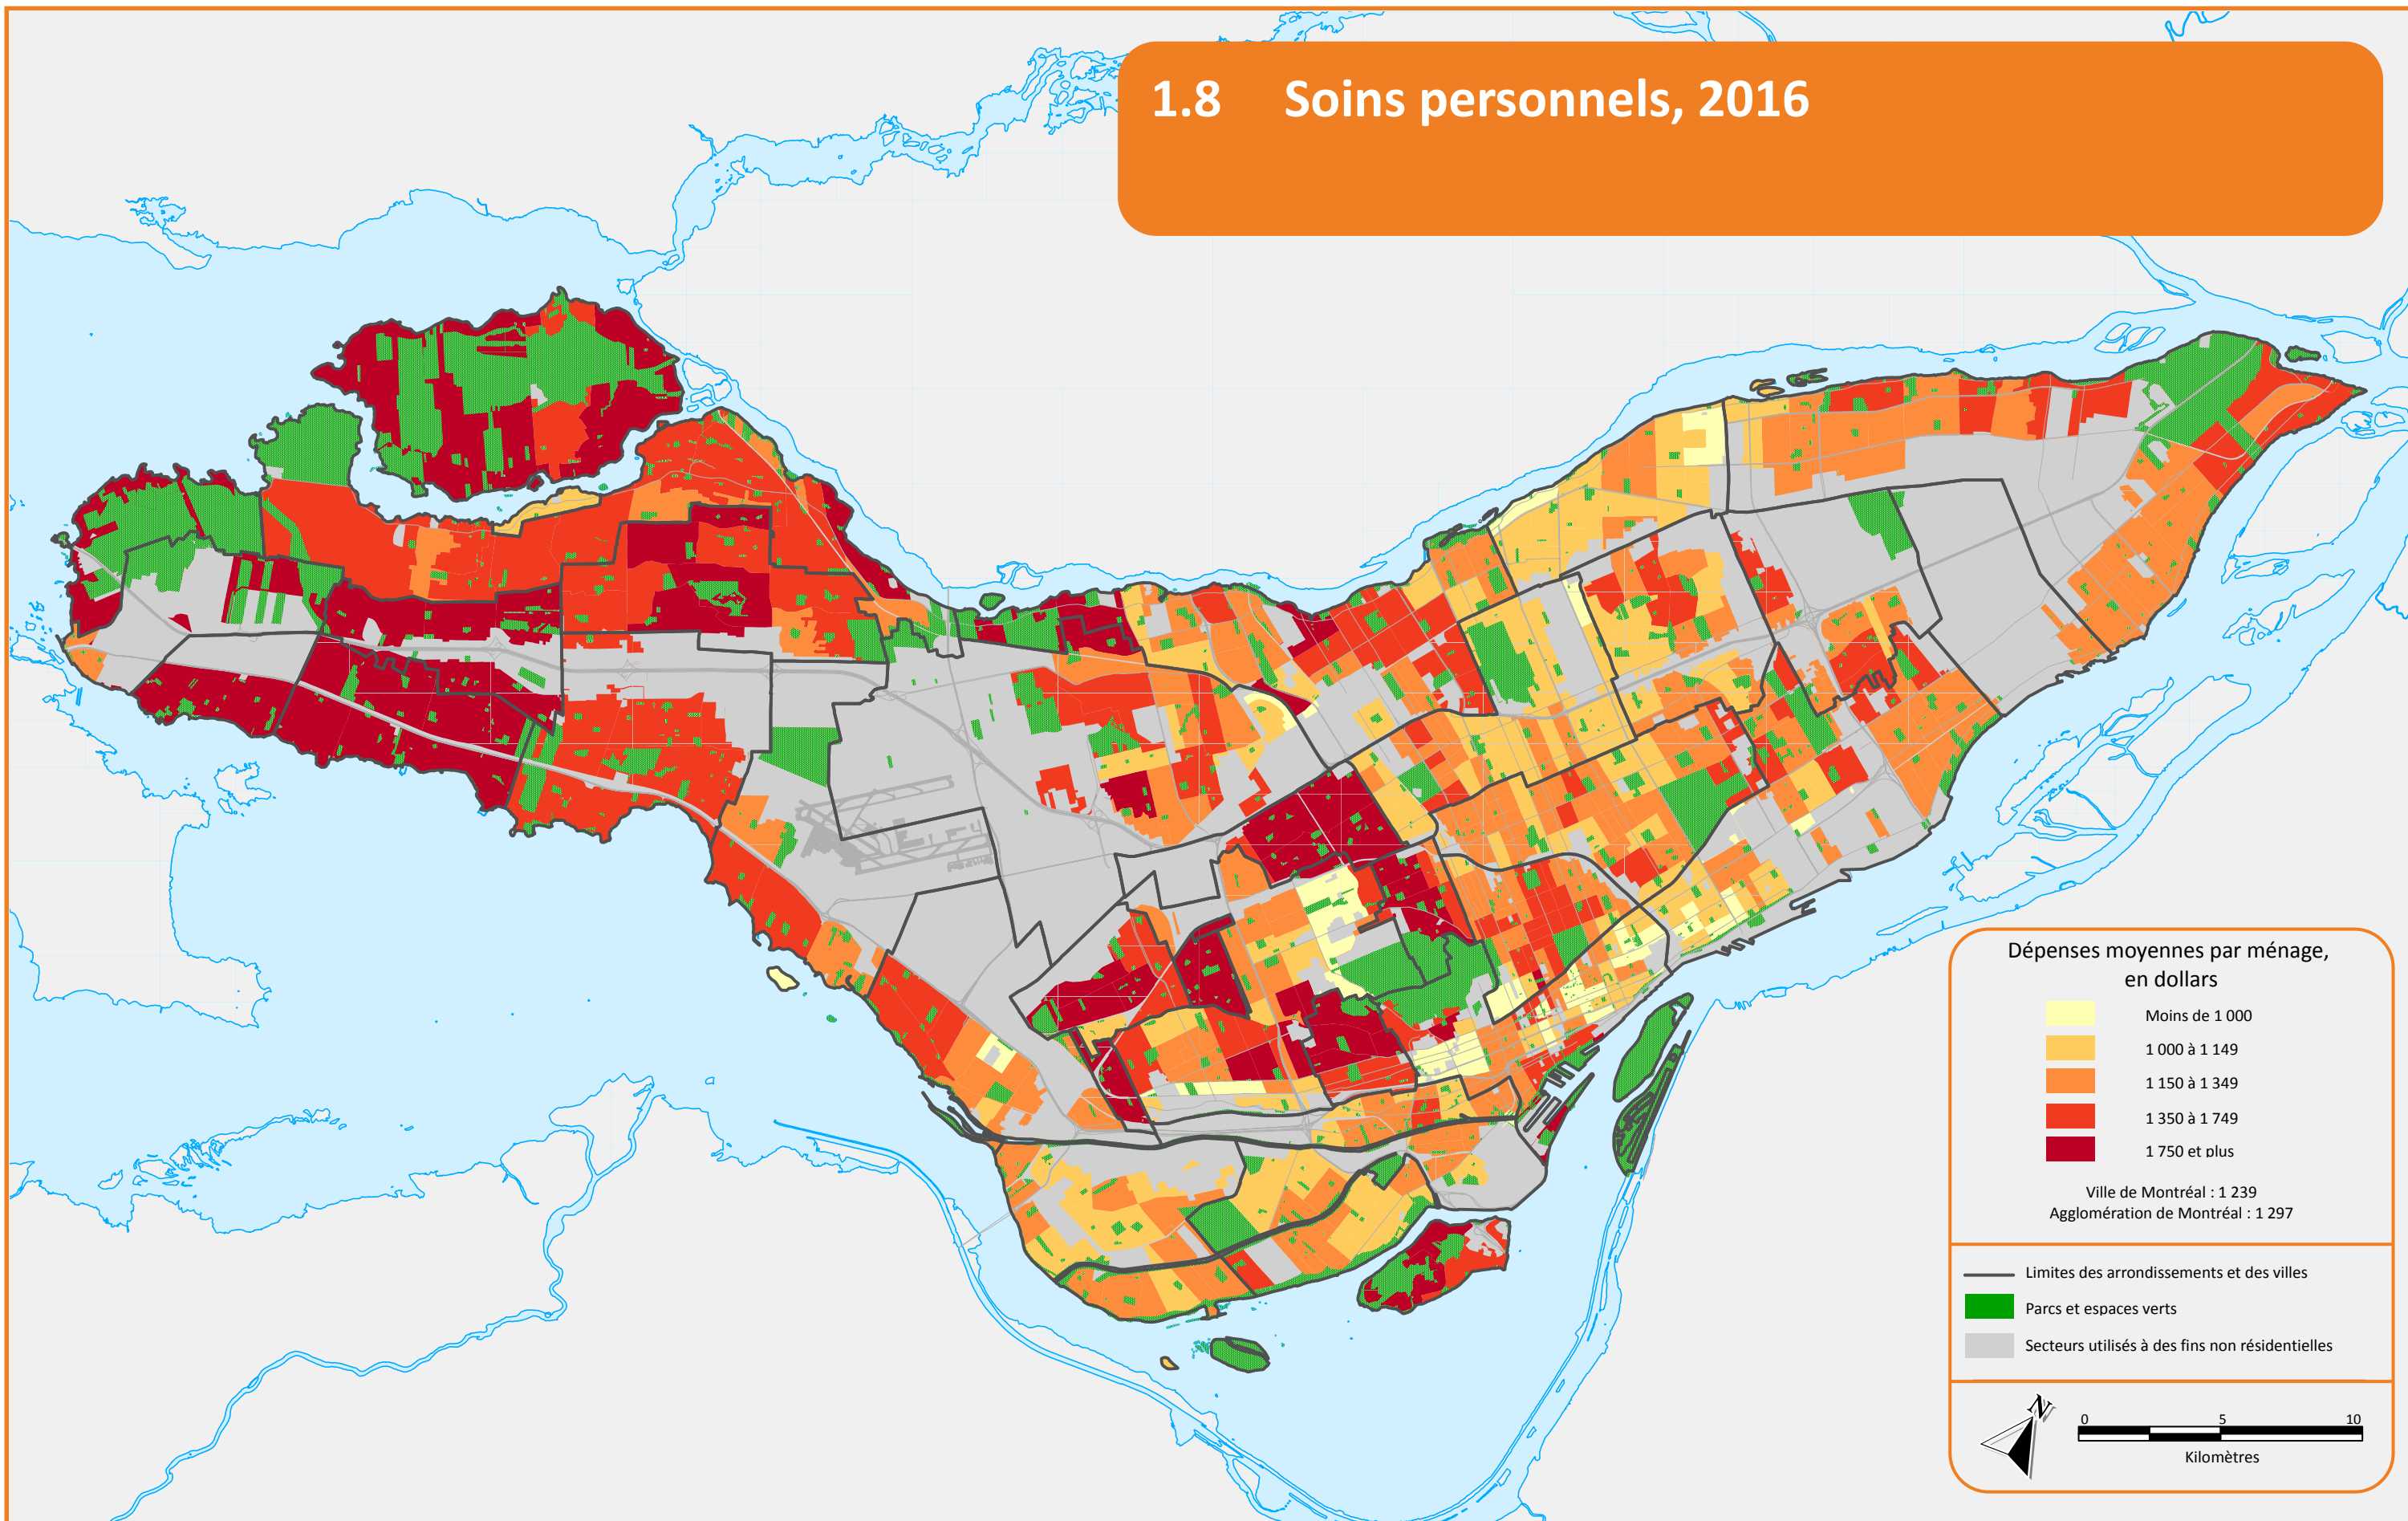 1.8 Soins personnels, 2016
Dépenses moyennes par ménage,
en dollars
Moins de 1 000
1 000 à 1 149
1 150 à 1 349
1 350 à 1 749
1 750 et plus
Ville de Montréal : 1 239
Agglomération de Montréal : 1 297
Limites des arrondissements et des villes
Parcs et espaces verts
Secteurs utilisés à des fins non résidentielles
N
0 5 10
Kilomètres